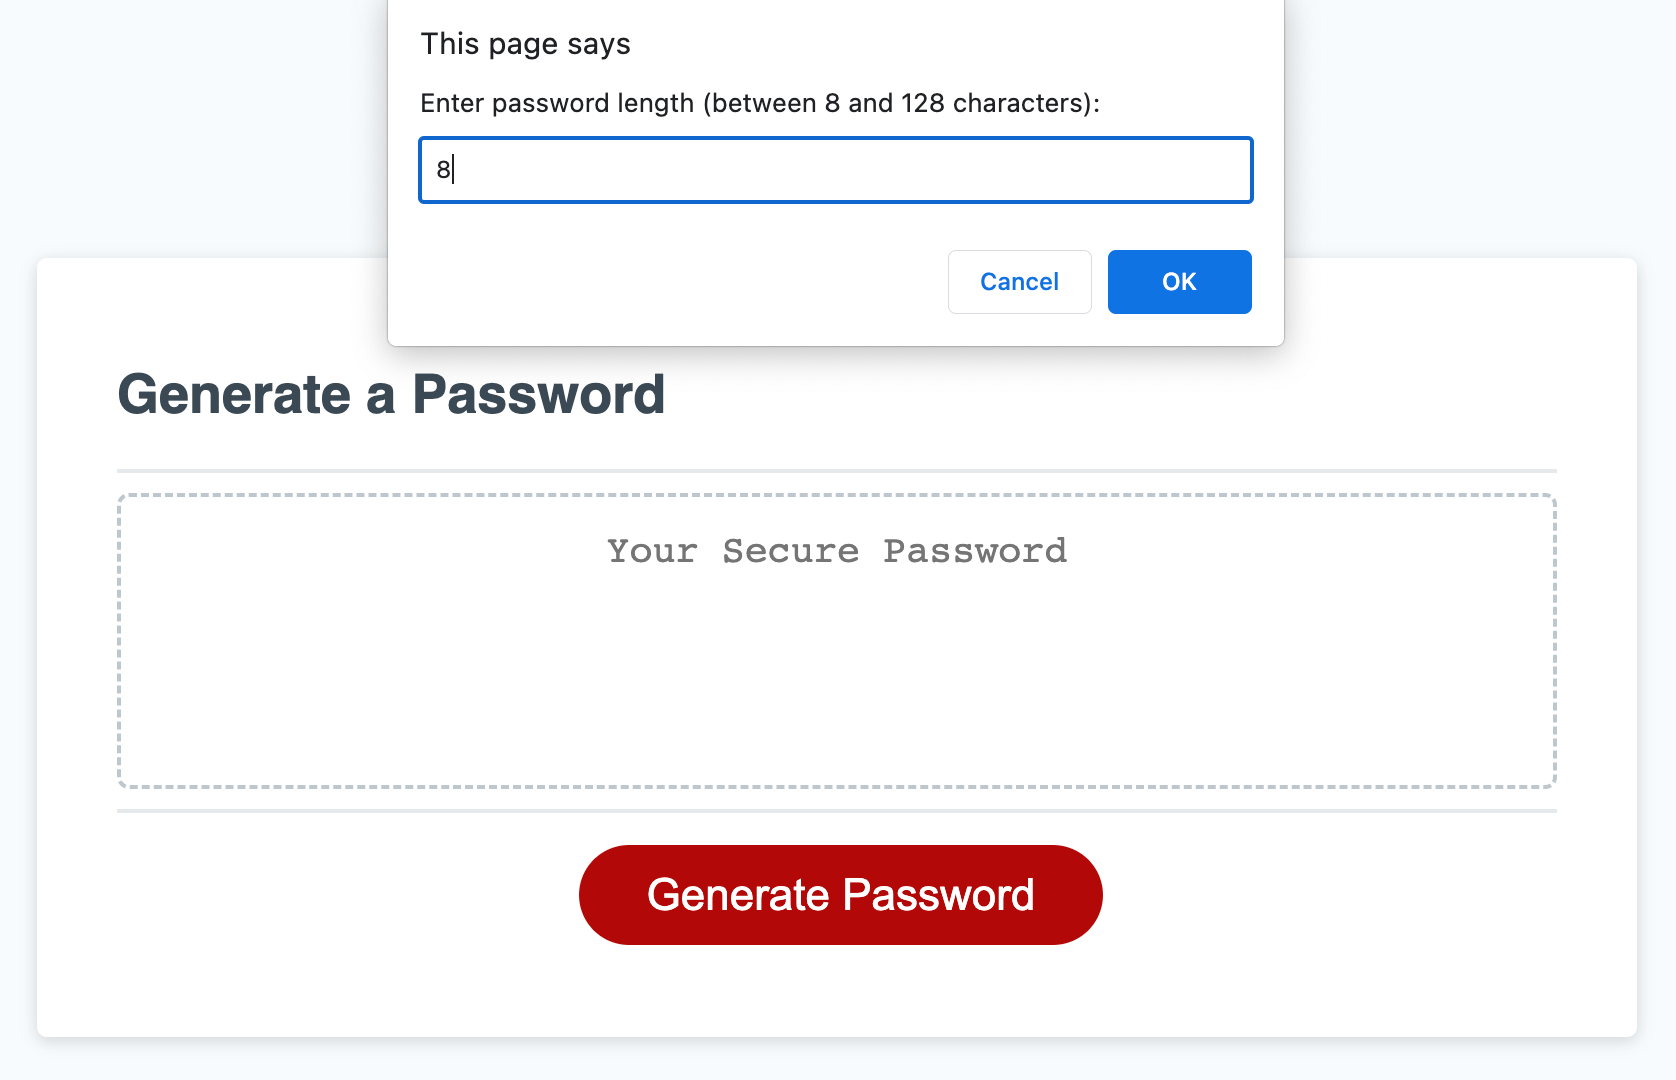 This page says
Enter password length (between 8 and 128 characters):
8
Cancel
OK
Generate a Password
Your Secure Password
Generate Password